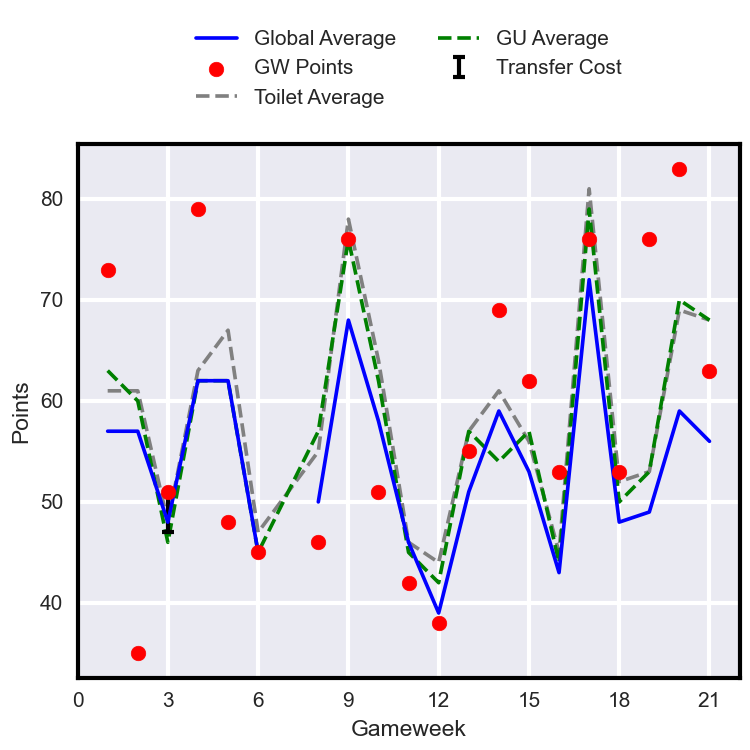 Global Average
GW Points
Toilet Average
GU Average
Transfer Cost
Points
80
70
60
50
40
0 3 6 9 12 15 18 21
Gameweek